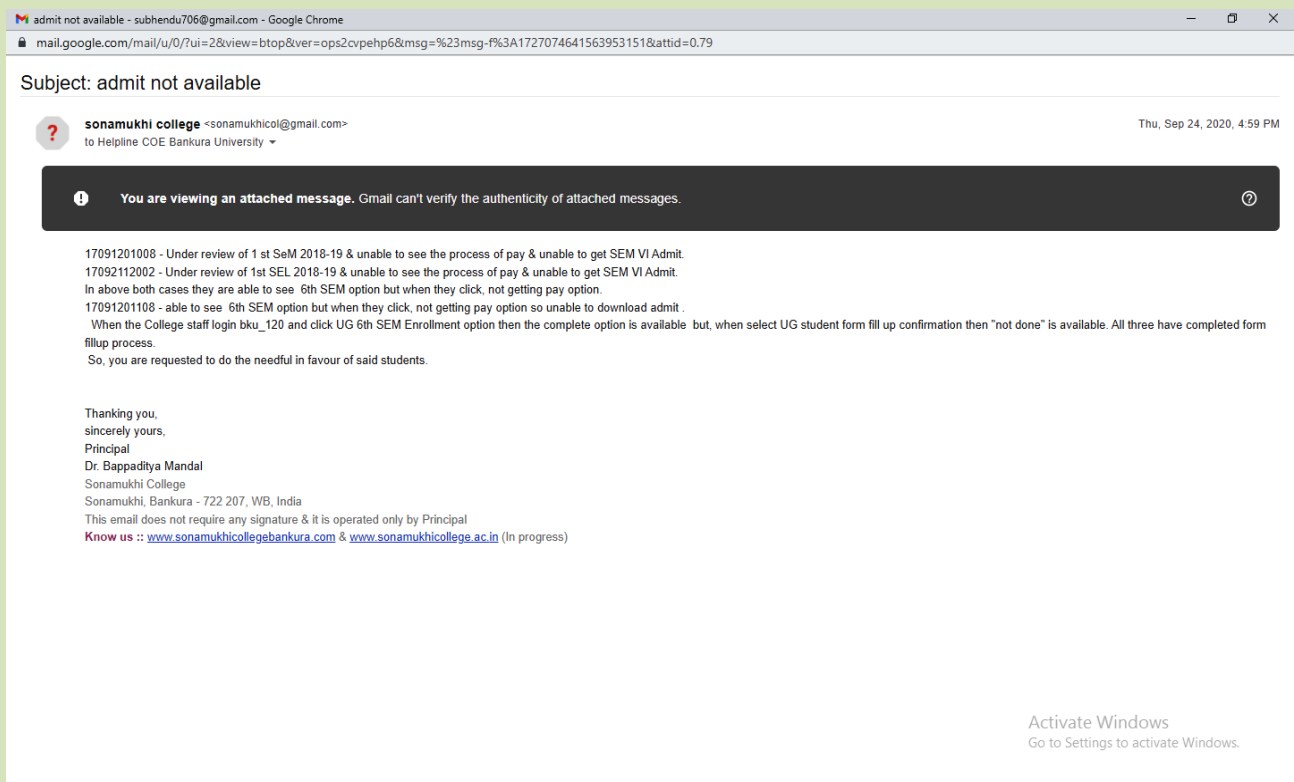 admit not available - subhendu706@gmail.com - Google Chrome
mail.google.com/mail/u/0/?ui=2&view=btop&ver=ops2cvpehp6&msg=%23msg-f%3A1727074641563953151&attid=0.79
Subject: admit not available
sonamukhi college <sonamukhicol@gmail.com>
Thu, Sep 24, 2020, 4:59 PM
to Helpline COE Bankura University
You are viewing an attached message. Gmail can't verify the authenticity of attached messages.
17091201008 - Under review of 1 st SeM 2018-19 & unable to see the process of pay & unable to get SEM VI Admit.
17092112002 - Under review of 1st SEL 2018-19 & unable to see the process of pay & unable to get SEM VI Admit.
In above both cases they are able to see  6th SEM option but when they click, not getting pay option.
17091201108 - able to see  6th SEM option but when they click, not getting pay option so unable to download admit .
When the College staff login bku_120 and click UG 6th SEM Enrollment option then the complete option is available  but, when select UG student form fill up confirmation then "not done" is available. All three have completed form
fillup process.
So, you are requested to do the needful in favour of said students.
Thanking you,
sincerely yours,
Principal
Dr. Bappaditya Mandal
Sonamukhi College
Sonamukhi, Bankura - 722 207, WB, India
This email does not require any signature & it is operated only by Principal
Know us :: www.sonamukhicollegebankura.com & www.sonamukhicollege.ac.in (In progress)
Activate Windows
Go to Settings to activate Windows.